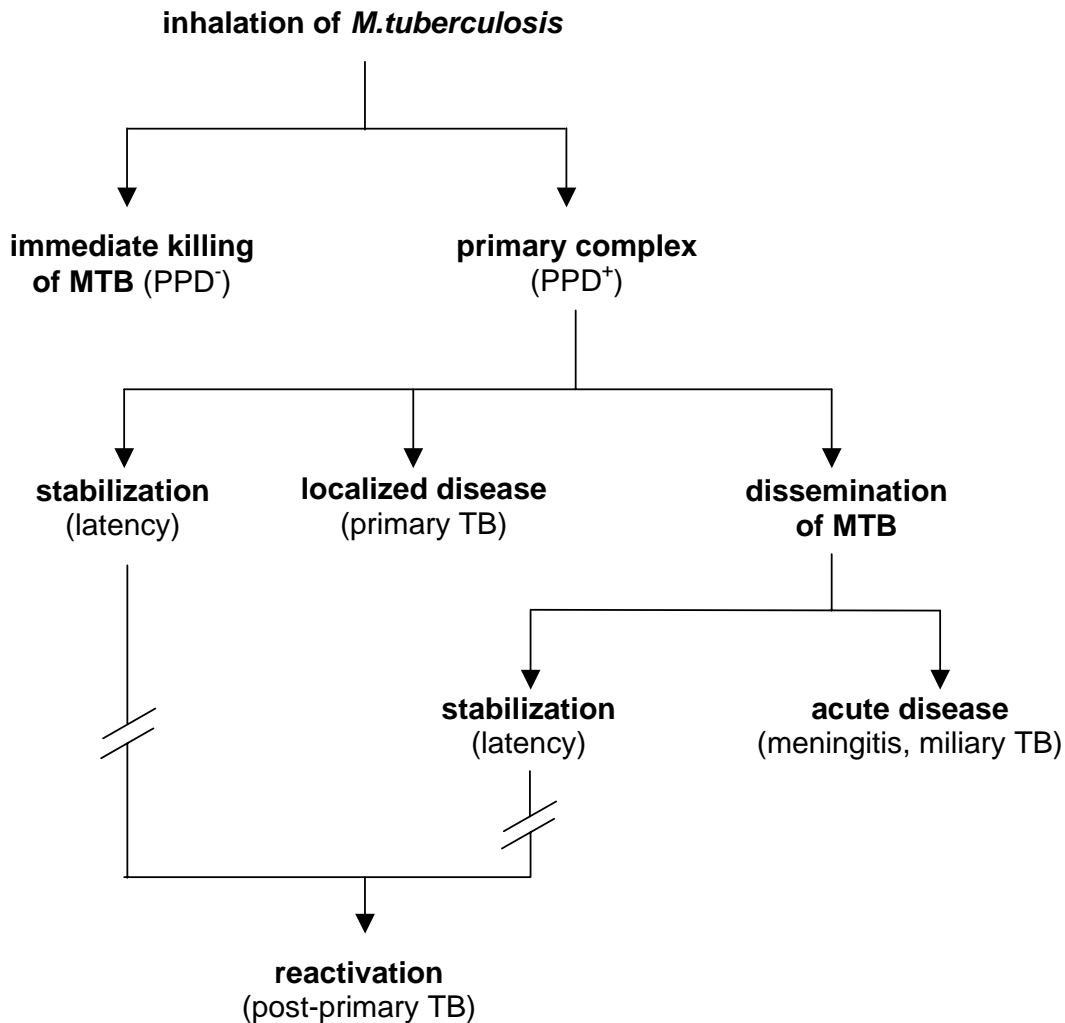 inhalation of M.tuberculosis
immediate killing
of MTB (PPD⁻)
primary complex
(PPD⁺)
stabilization
(latency)
localized disease
(primary TB)
dissemination
of MTB
stabilization
(latency)
acute disease
(meningitis, miliary TB)
reactivation
(post-primary TB)